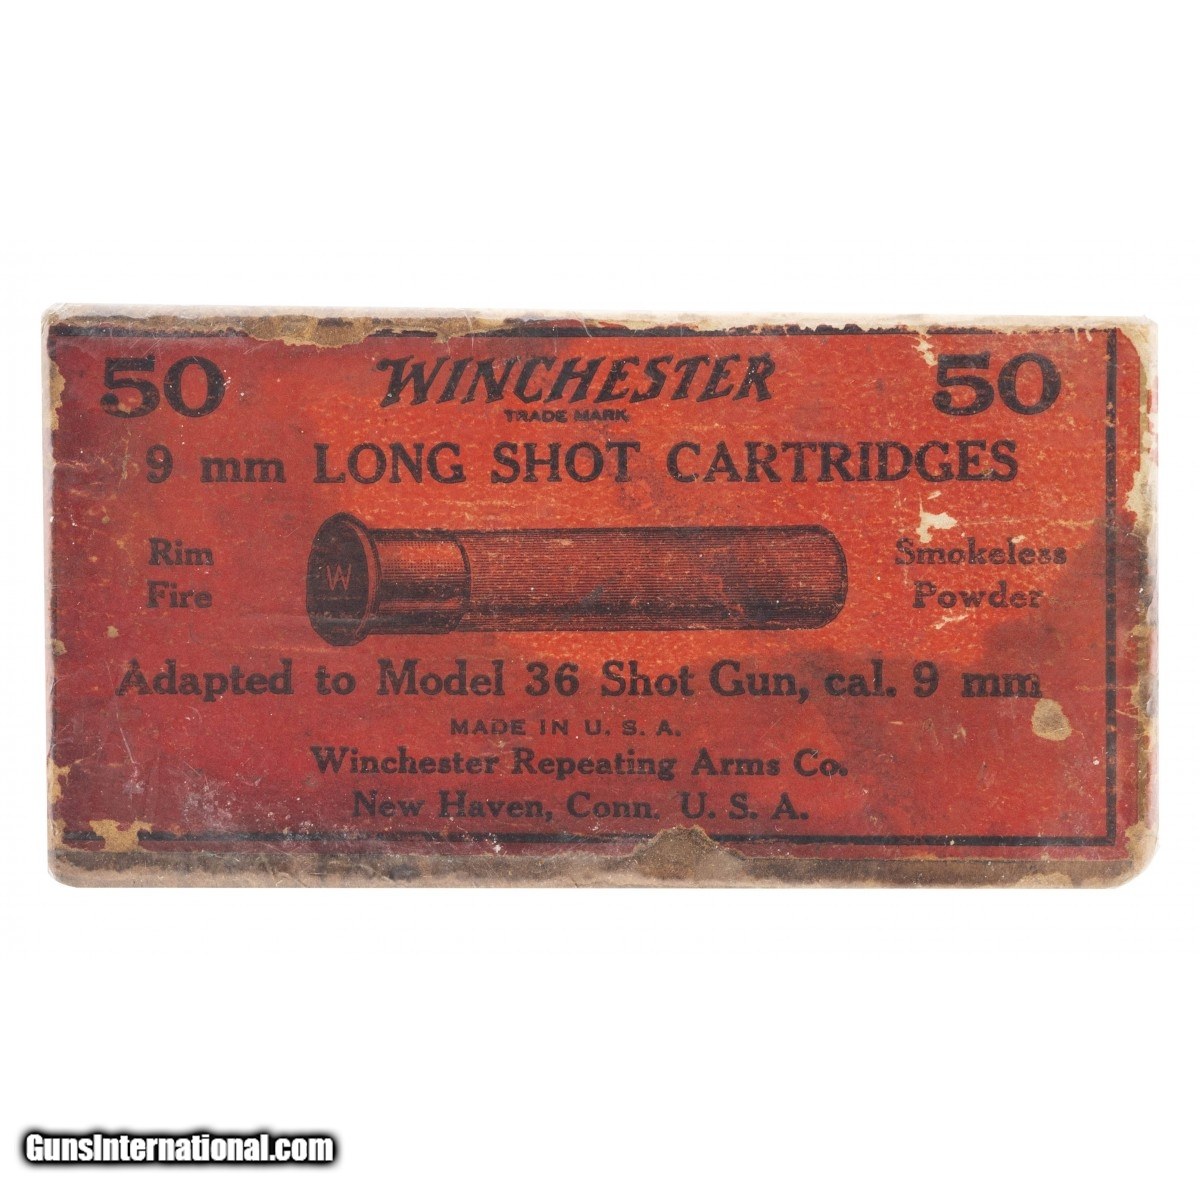 50 WINCHESTER 50
TRADE MARK
9 mm LONG SHOT CARTRIDGES
Rim
Fire
W
Smokeless
Powder
Adapted to Model 36 Shot Gun, cal. 9 mm
MADE IN U. S. A.
Winchester Repeating Arms Co.
New Haven, Conn. U. S. A.
GunsInternational.com